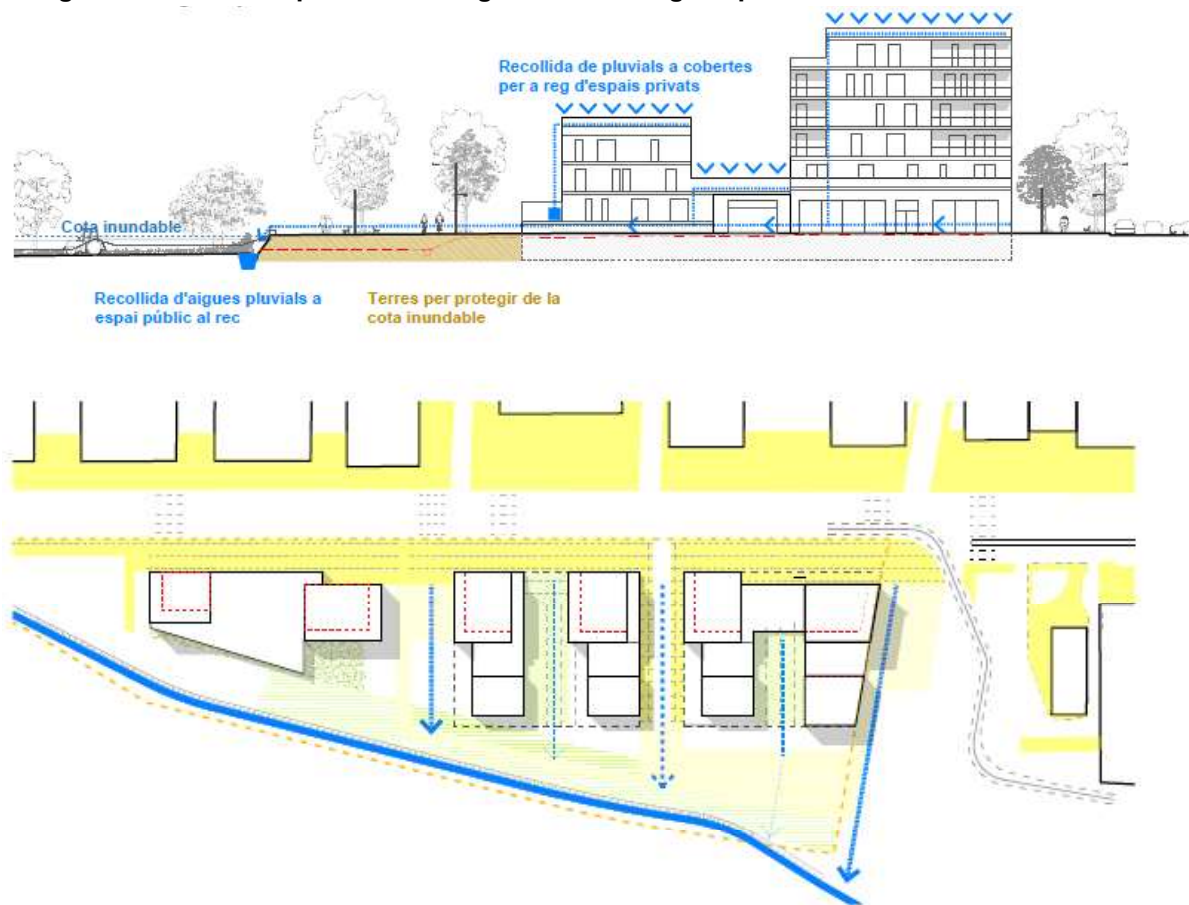 Recollida de pluvials a cobertes
per a reg d'espais privats
Cota inundable
Recollida d'aigues pluvials a
espai públic al rec
Terres per protegir de la
cota inundable